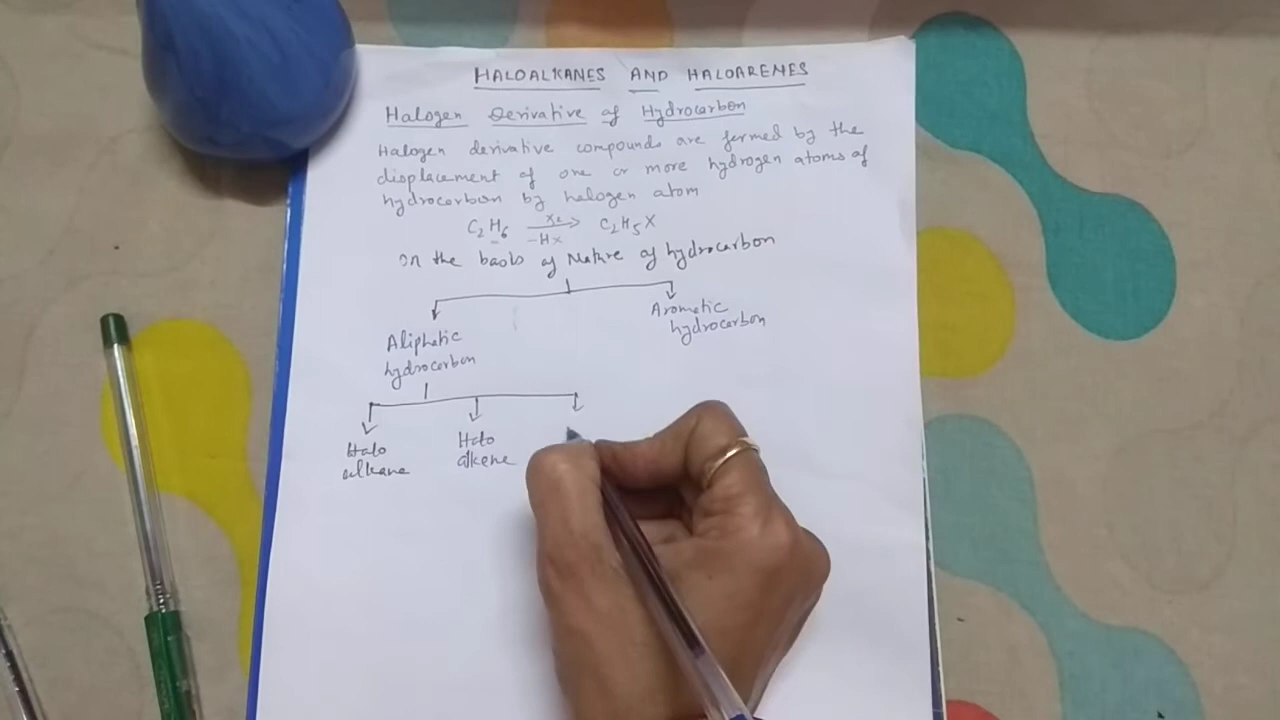 HALOALKANES AND HALOARENES
Halogen Derivative of Hydrocarbon
Halogen derivative compounds are formed by the
displacement of one or more hydrogen atoms of
hydrocarbon by halogen atom
C₂H₆ X₂ → -HX C₂H₅X
on the basis of Nature of hydrocarbon
Aromatic
hydrocarbon
Aliphatic
hydrocarbon
Halo
alkane
Halo
alkene